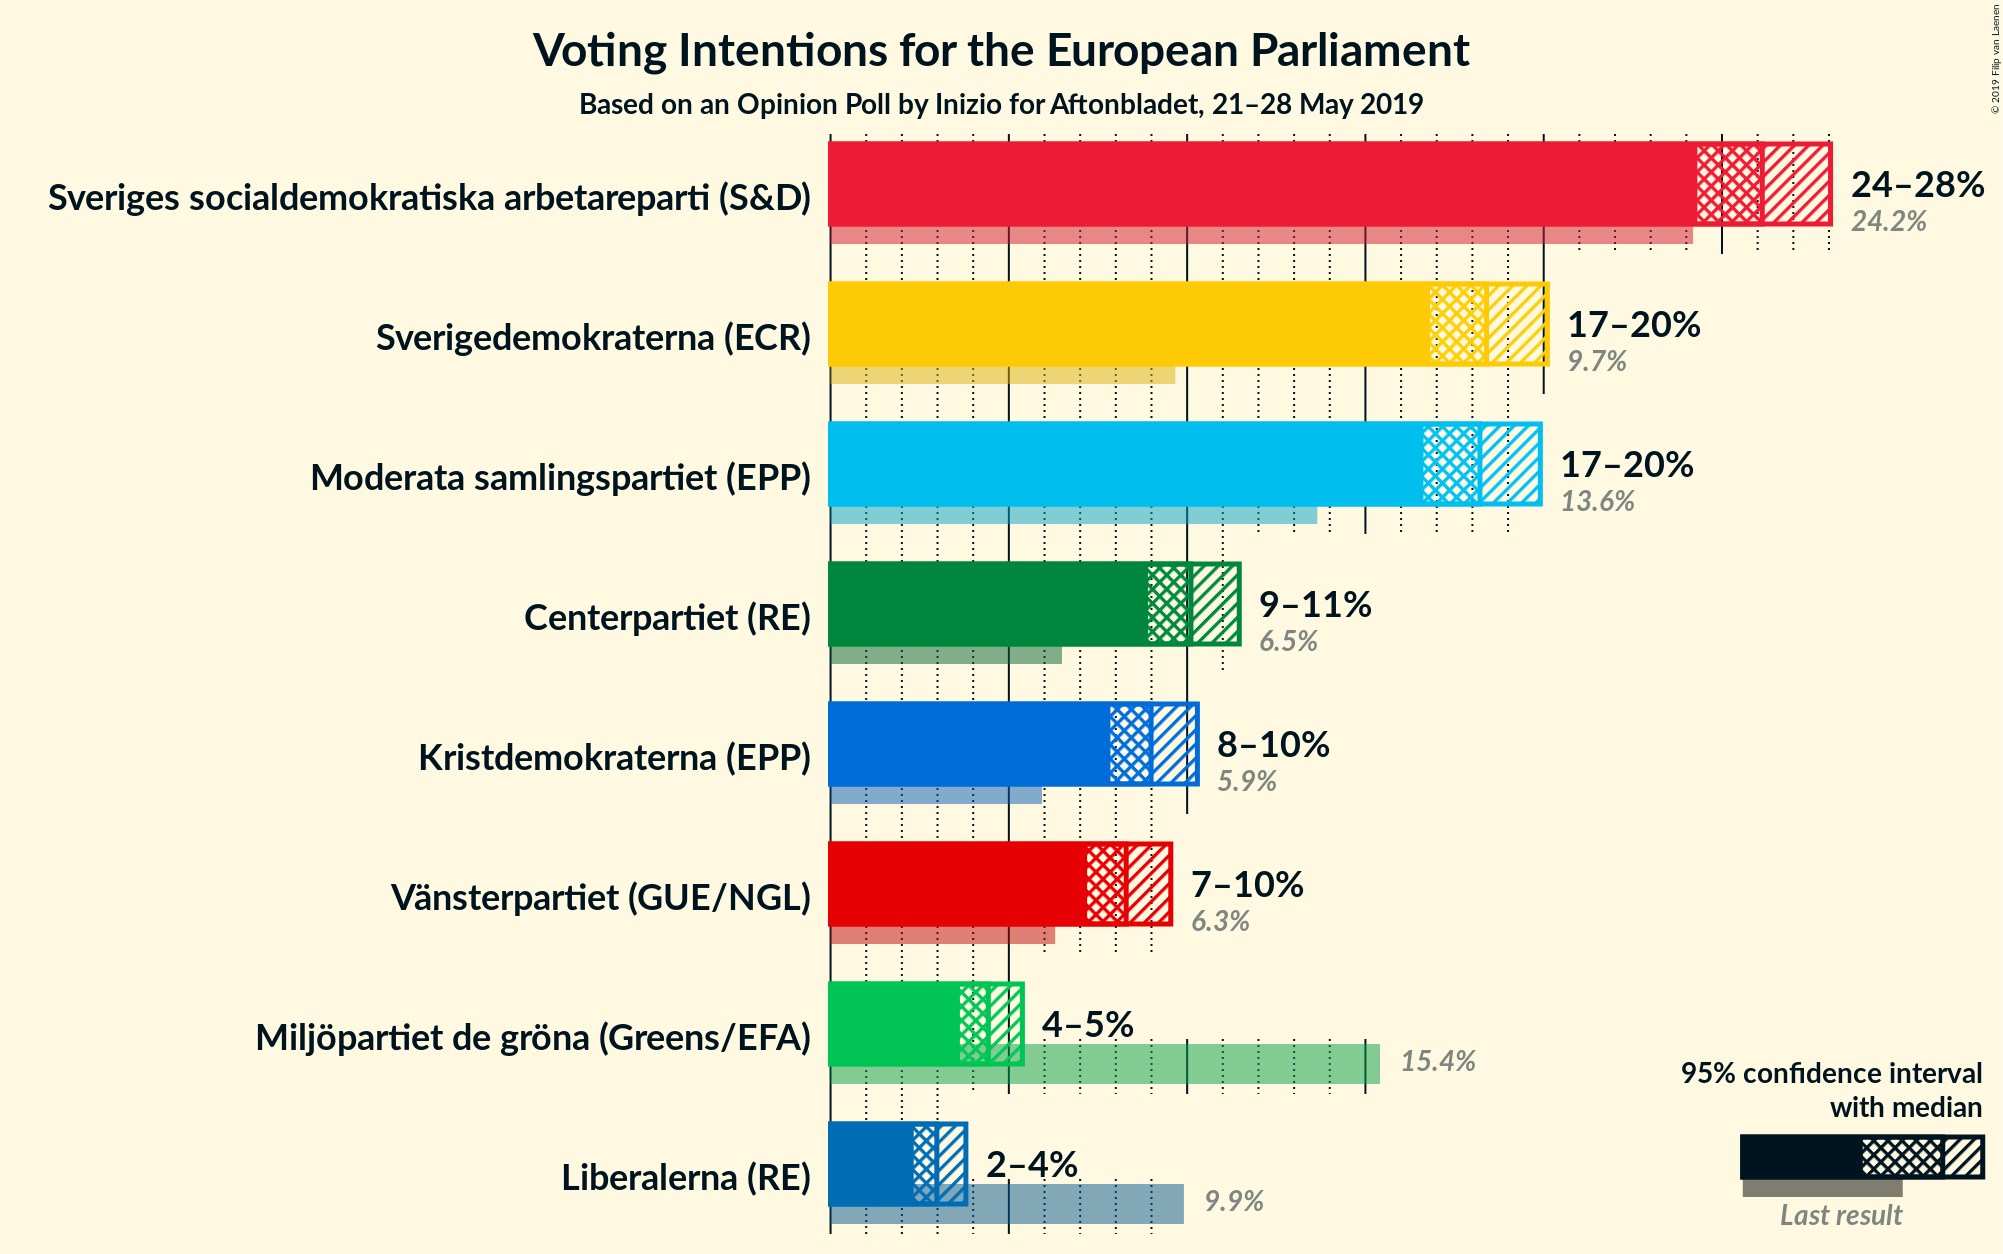 Voting Intentions for the European Parliament
Based on an Opinion Poll by Inizio for Aftonbladet, 21–28 May 2019
© 2019 Filip van Laenen
Sveriges socialdemokratiska arbetareparti (S&D)
24–28%
24.2%
Sverigedemokraterna (ECR)
17–20%
9.7%
Moderata samlingspartiet (EPP)
17–20%
13.6%
Centerpartiet (RE)
9–11%
6.5%
Kristdemokraterna (EPP)
8–10%
5.9%
Vänsterpartiet (GUE/NGL)
7–10%
6.3%
Miljöpartiet de gröna (Greens/EFA)
4–5%
15.4%
Liberalerna (RE)
2–4%
9.9%
95% confidence interval
with median
Last result